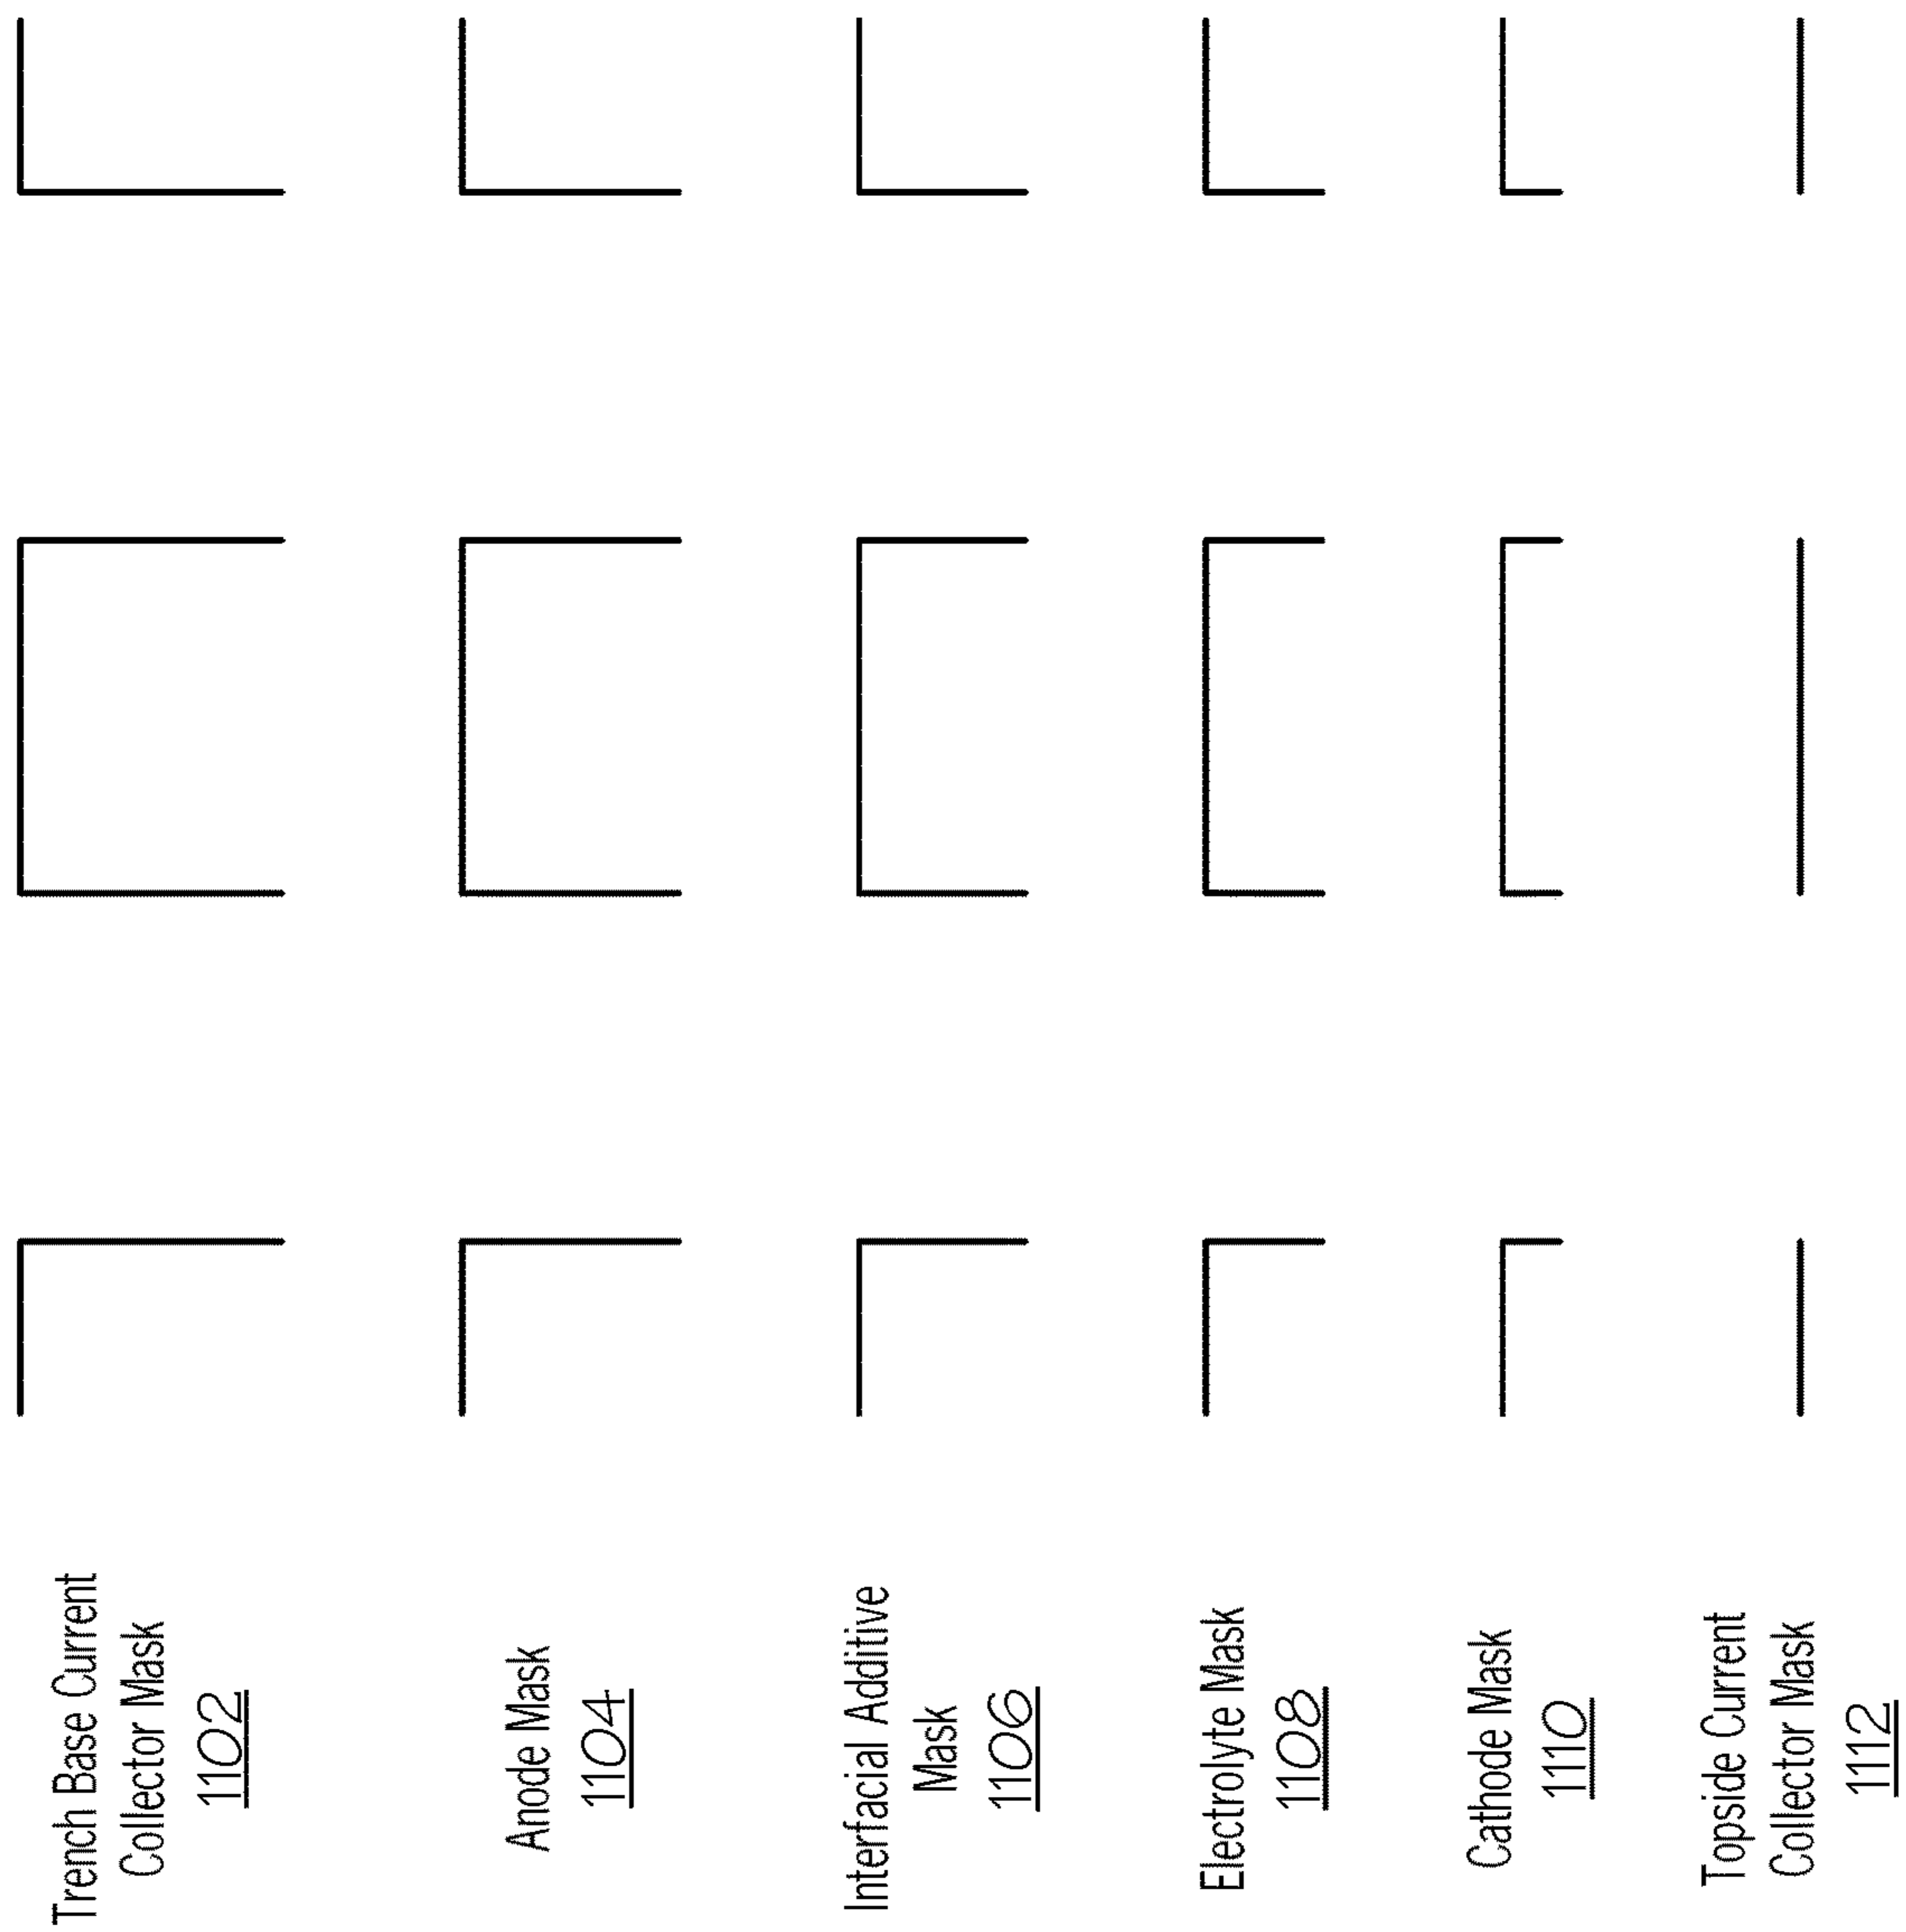 Trench Base Current
Collector Mask
1102
Anode Mask
1104
Interfacial Additive
Mask
1106
Electrolyte Mask
1108
Cathode Mask
1110
Topside Current
Collector Mask
1112